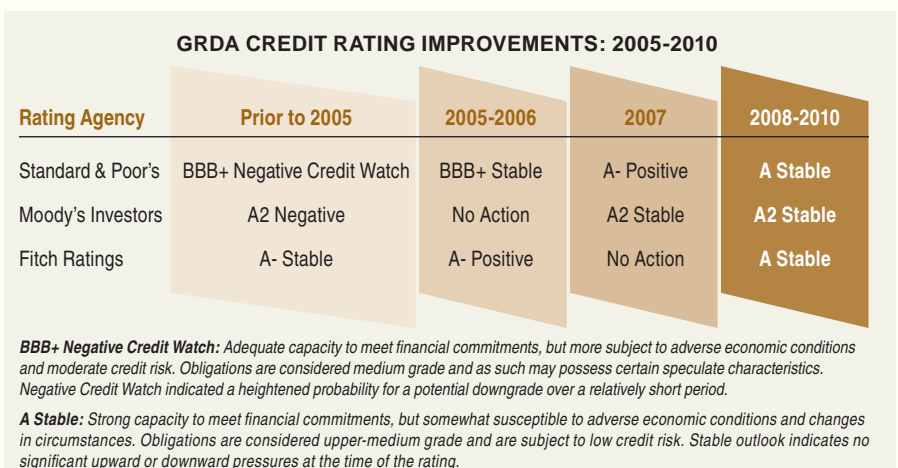 GRDA CREDIT RATING IMPROVEMENTS: 2005-2010
Rating Agency Prior to 2005 2005-2006 2007 2008-2010
Standard & Poor's BBB+ Negative Credit Watch BBB+ Stable A- Positive A Stable
Moody's Investors A2 Negative No Action A2 Stable A2 Stable
Fitch Ratings A- Stable A- Positive No Action A Stable
BBB+ Negative Credit Watch: Adequate capacity to meet financial commitments, but more subject to adverse economic conditions
and moderate credit risk. Obligations are considered medium grade and as such may possess certain speculate characteristics.
Negative Credit Watch indicated a heightened probability for a potential downgrade over a relatively short period.
A Stable: Strong capacity to meet financial commitments, but somewhat susceptible to adverse economic conditions and changes
in circumstances. Obligations are considered upper-medium grade and are subject to low credit risk. Stable outlook indicates no
significant upward or downward pressures at the time of the rating.